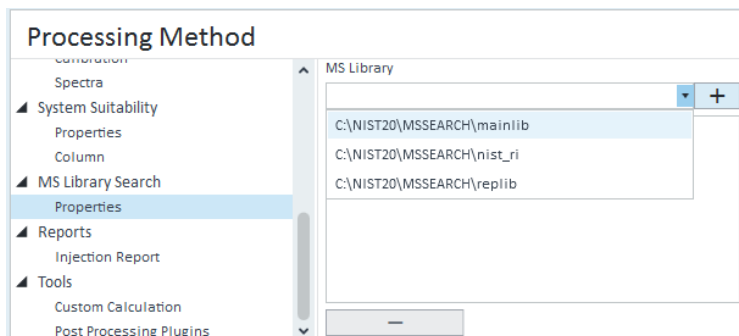 Processing Method
Calibration
Spectra
System Suitability
Properties
Column
MS Library Search
Properties
Reports
Injection Report
Tools
Custom Calculation
Post Processing Plugins
MS Library
C:\NIST20\MSSEARCH\mainlib
C:\NIST20\MSSEARCH\nist_ri
C:\NIST20\MSSEARCH\replib